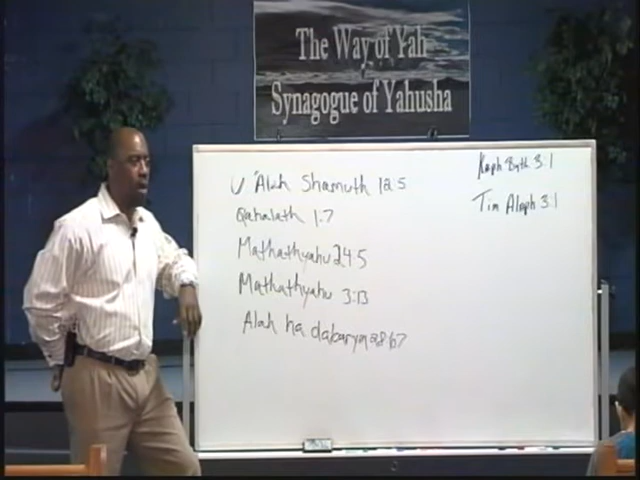 The Way of Yah
Synagogue of Yahusha
U 'Alah Shamuth 12:5
Qahalath 1:7
Mathathyahu 24:5
Mathathyahu 3:13
Alah ha dabarym 28:67
Kaph Byth 3:1
Tim Aleph 3:1